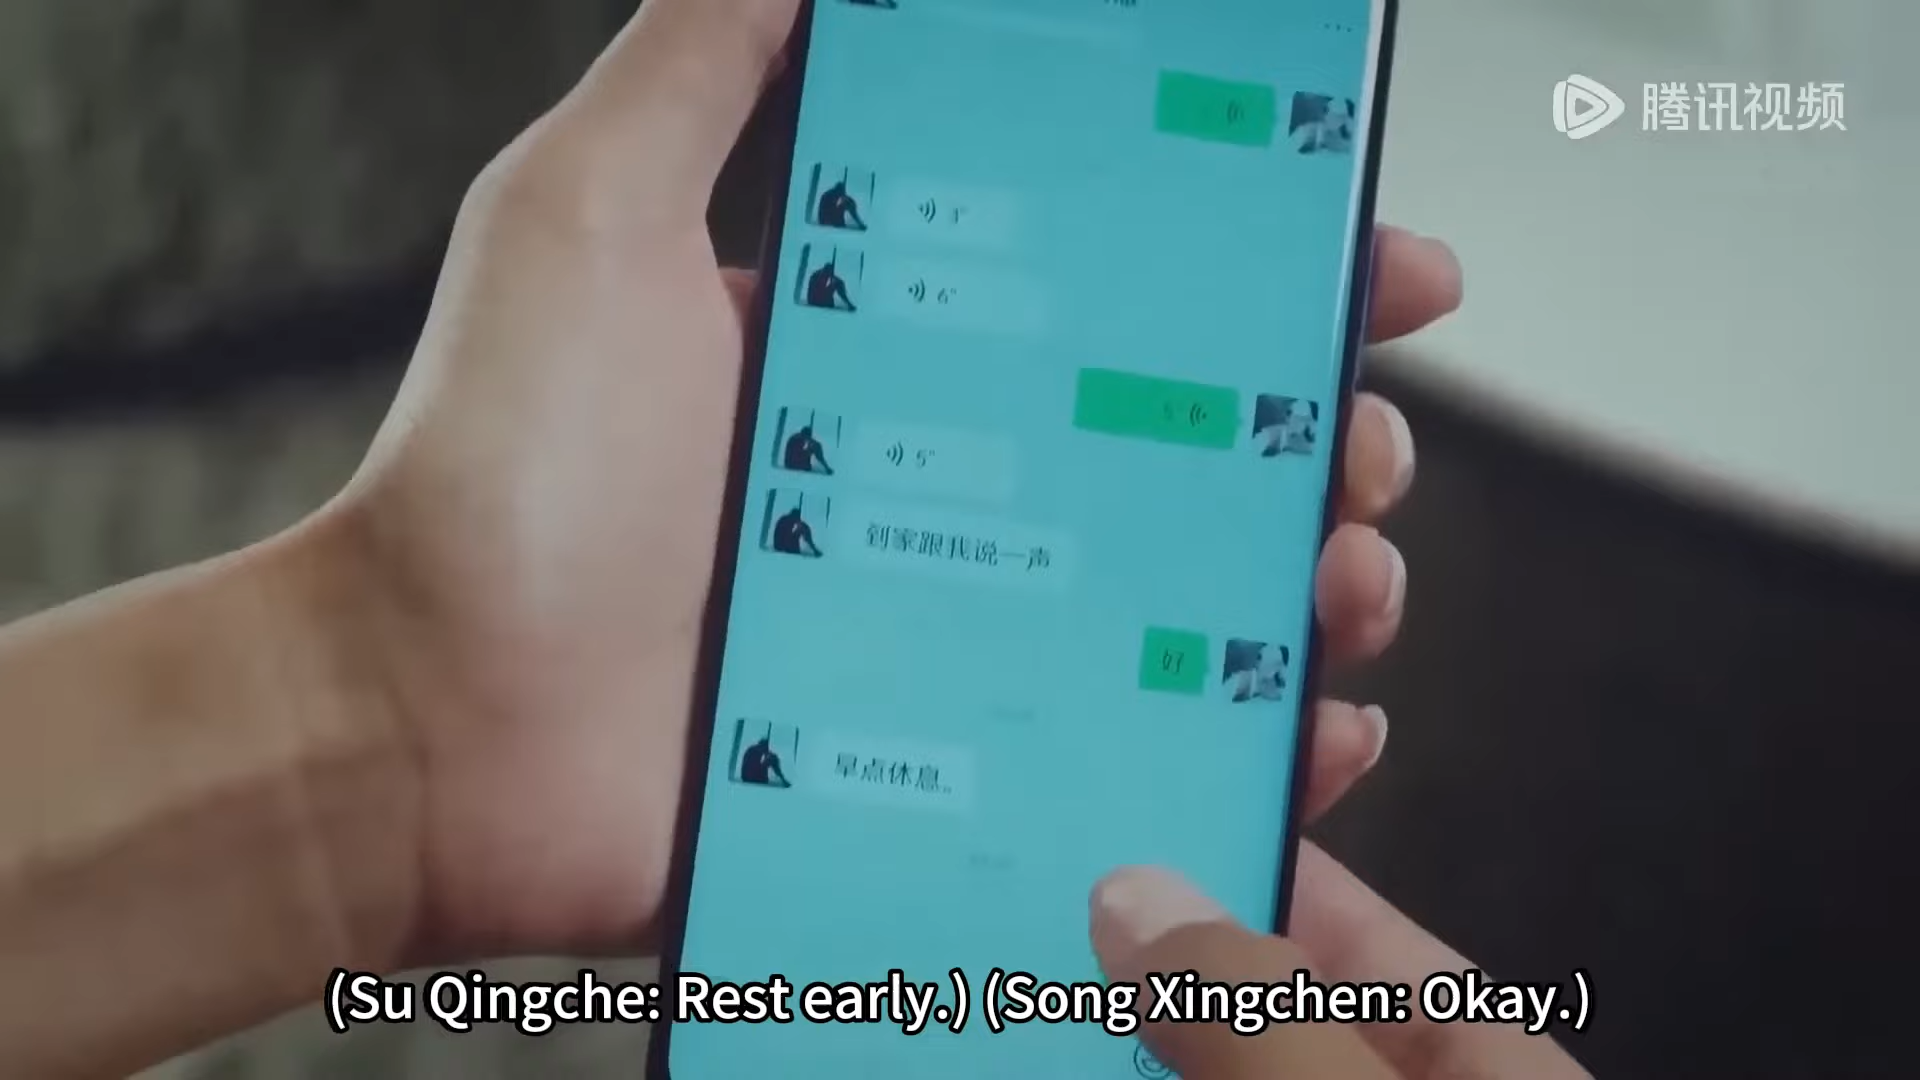 腾讯视频
3"
6"
5"
5"
到家跟我说一声
好
早点休息。
(Su Qingche: Rest early.) (Song Xingchen: Okay.)